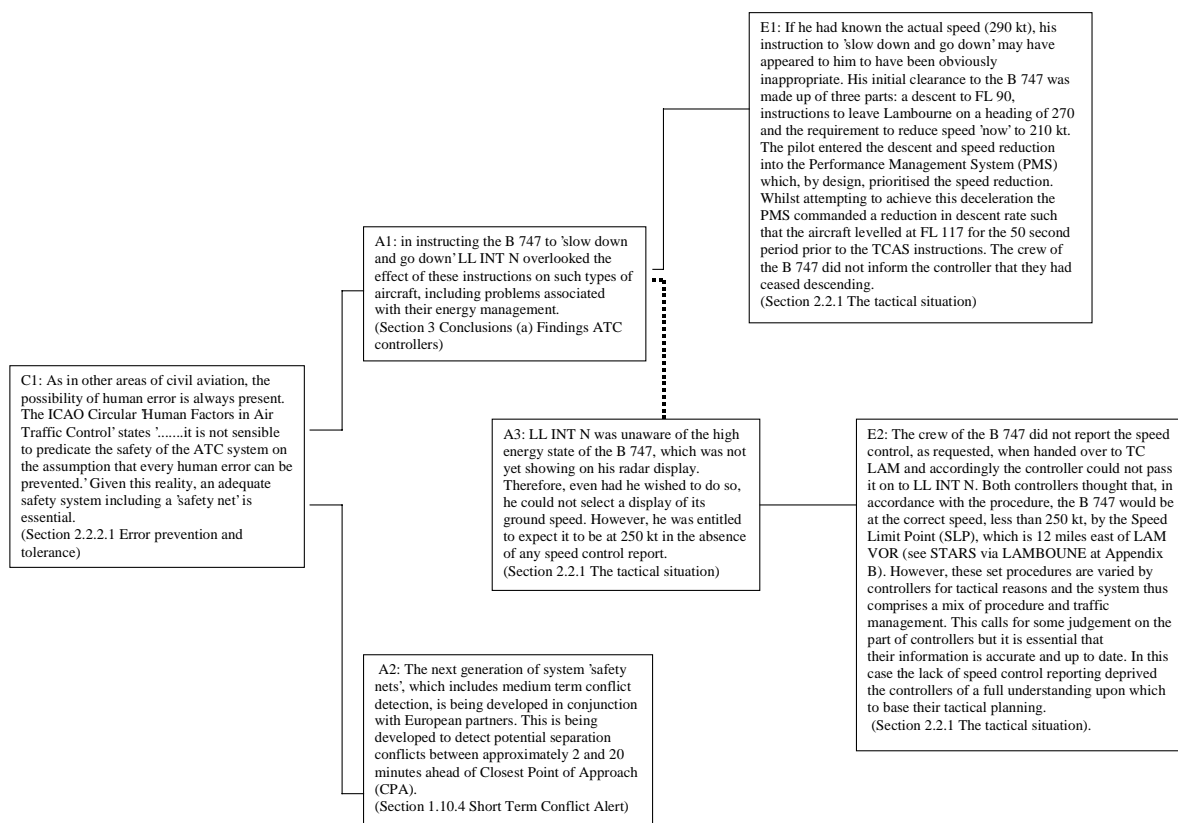 E1: If he had known the actual speed (290 kt), his
instruction to 'slow down and go down' may have
appeared to him to have been obviously
inappropriate. His initial clearance to the B 747 was
made up of three parts: a descent to FL 90,
instructions to leave Lambourne on a heading of 270
and the requirement to reduce speed 'now' to 210 kt.
The pilot entered the descent and speed reduction
into the Performance Management System (PMS)
which, by design, prioritised the speed reduction.
Whilst attempting to achieve this deceleration the
PMS commanded a reduction in descent rate such
that the aircraft levelled at FL 117 for the 50 second
period prior to the TCAS instructions. The crew of
the B 747 did not inform the controller that they had
ceased descending.
(Section 2.2.1 The tactical situation)
A1: in instructing the B 747 to 'slow down
and go down' LL INT N overlooked the
effect of these instructions on such types of
aircraft, including problems associated
with their energy management.
(Section 3 Conclusions (a) Findings ATC
controllers)
C1: As in other areas of civil aviation, the
possibility of human error is always present.
The ICAO Circular 'Human Factors in Air
Traffic Control' states '.......it is not sensible
to predicate the safety of the ATC system on
the assumption that every human error can be
prevented.' Given this reality, an adequate
safety system including a 'safety net' is
essential.
(Section 2.2.2.1 Error prevention and
tolerance)
A3: LL INT N was unaware of the high
energy state of the B 747, which was not
yet showing on his radar display.
Therefore, even had he wished to do so,
he could not select a display of its
ground speed. However, he was entitled
to expect it to be at 250 kt in the absence
of any speed control report.
(Section 2.2.1 The tactical situation)
E2: The crew of the B 747 did not report the speed
control, as requested, when handed over to TC
LAM and accordingly the controller could not pass
it on to LL INT N. Both controllers thought that, in
accordance with the procedure, the B 747 would be
at the correct speed, less than 250 kt, by the Speed
Limit Point (SLP), which is 12 miles east of LAM
VOR (see STARS via LAMBOUNE at Appendix
B). However, these set procedures are varied by
controllers for tactical reasons and the system thus
comprises a mix of procedure and traffic
management. This calls for some judgement on the
part of controllers but it is essential that
their information is accurate and up to date. In this
case the lack of speed control reporting deprived
the controllers of a full understanding upon which
to base their tactical planning.
(Section 2.2.1 The tactical situation).
A2: The next generation of system 'safety
nets', which includes medium term conflict
detection, is being developed in conjunction
with European partners. This is being
developed to detect potential separation
conflicts between approximately 2 and 20
minutes ahead of Closest Point of Approach
(CPA).
(Section 1.10.4 Short Term Conflict Alert)